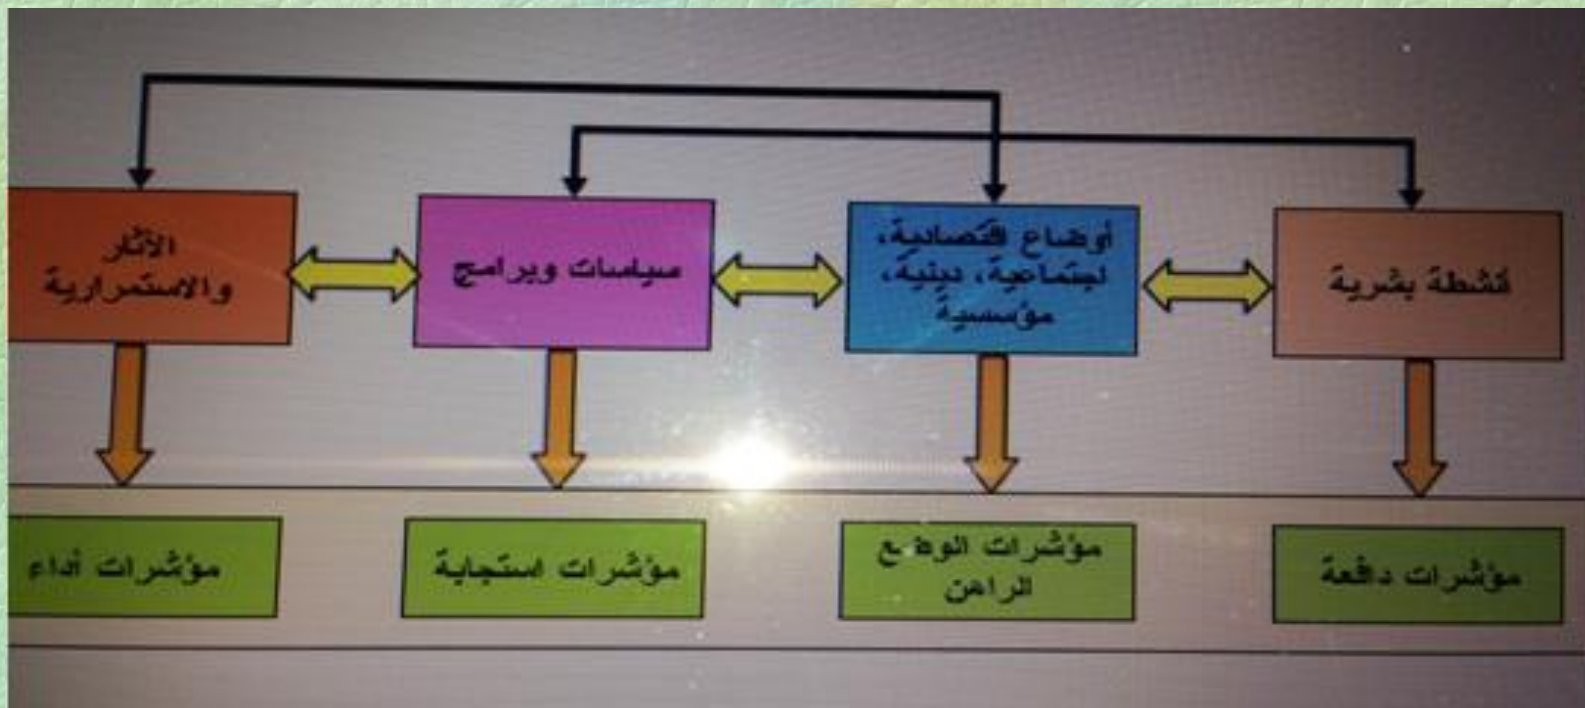 أنشطة بشرية
أوضاع اقتصادية،
اجتماعية، دينية،
مؤسسية
سياسات وبرامج
الآثار
والاستمرارية
مؤشرات دافعة
مؤشرات الوضع
الراهن
مؤشرات استجابة
مؤشرات أداء